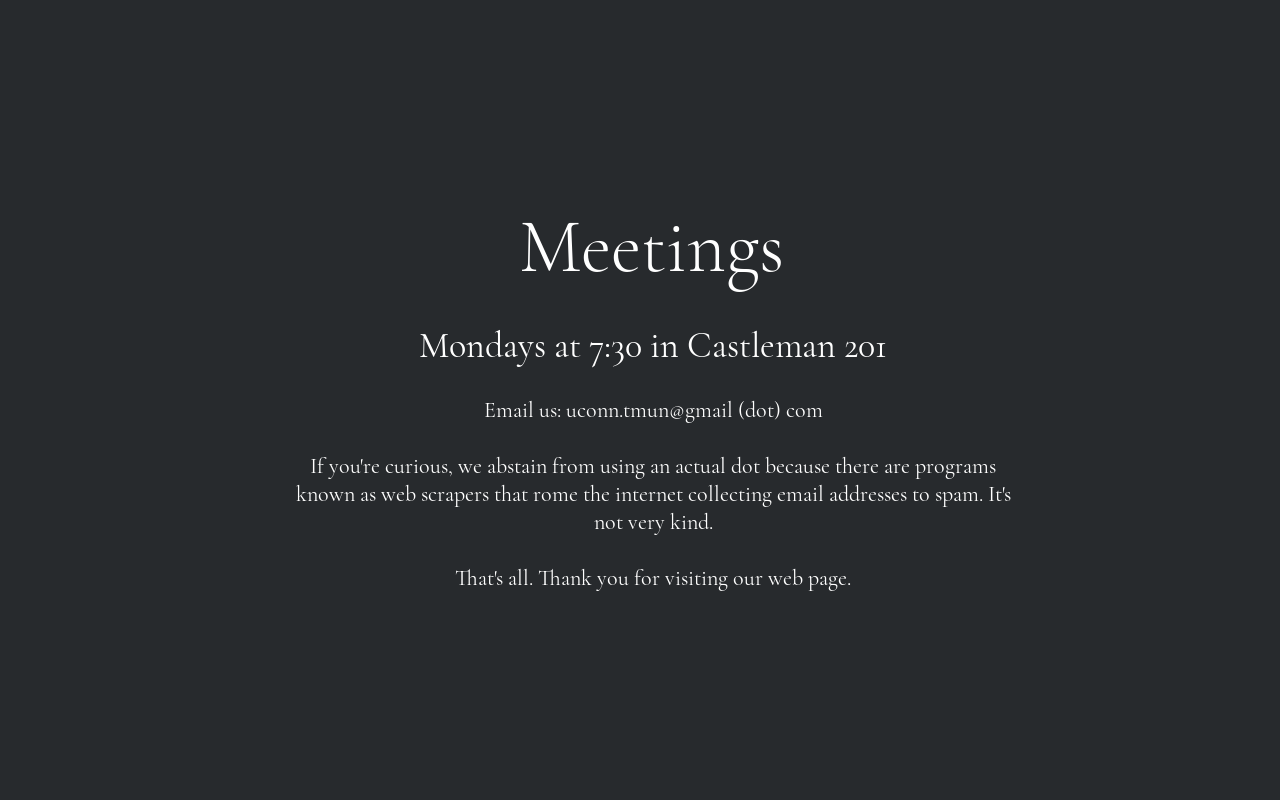 Meetings
Mondays at 7:30 in Castleman 201
Email us: uconn.tmun@gmail (dot) com
If you're curious, we abstain from using an actual dot because there are programs
known as web scrapers that rome the internet collecting email addresses to spam. It's
not very kind.
That's all. Thank you for visiting our web page.